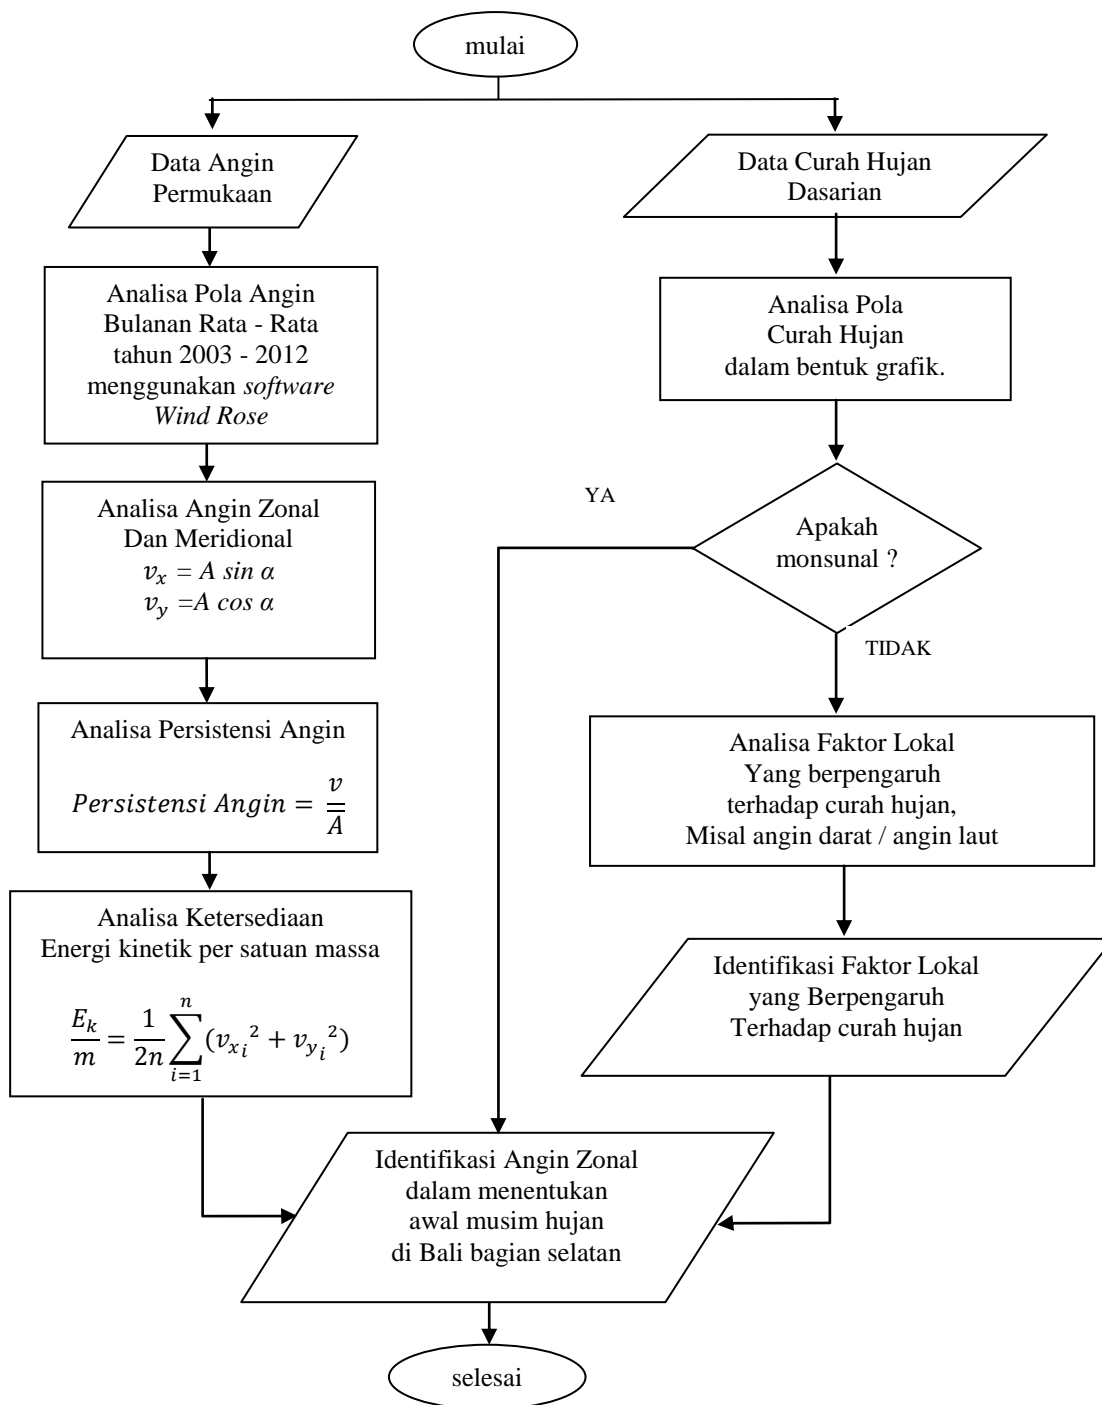 mulai
Data Angin
Permukaan
Analisa Pola Angin
Bulanan Rata - Rata
tahun 2003 - 2012
menggunakan software
Wind Rose
Analisa Angin Zonal
Dan Meridional
𝑣ₓ = A sin α
𝑣ᵧ =A cos α
Analisa Persistensi Angin
Persistensi Angin = v / A̅
Analisa Ketersediaan
Energi kinetik per satuan massa
E_k/m = 1/2n ∑_{i=1}^{n} (v_{x_i}² + v_{y_i}²)
Data Curah Hujan
Dasarian
Analisa Pola
Curah Hujan
dalam bentuk grafik.
YA
Apakah
monsunal ?
TIDAK
Analisa Faktor Lokal
Yang berpengaruh
terhadap curah hujan,
Misal angin darat / angin laut
Identifikasi Faktor Lokal
yang Berpengaruh
Terhadap curah hujan
Identifikasi Angin Zonal
dalam menentukan
awal musim hujan
di Bali bagian selatan
selesai